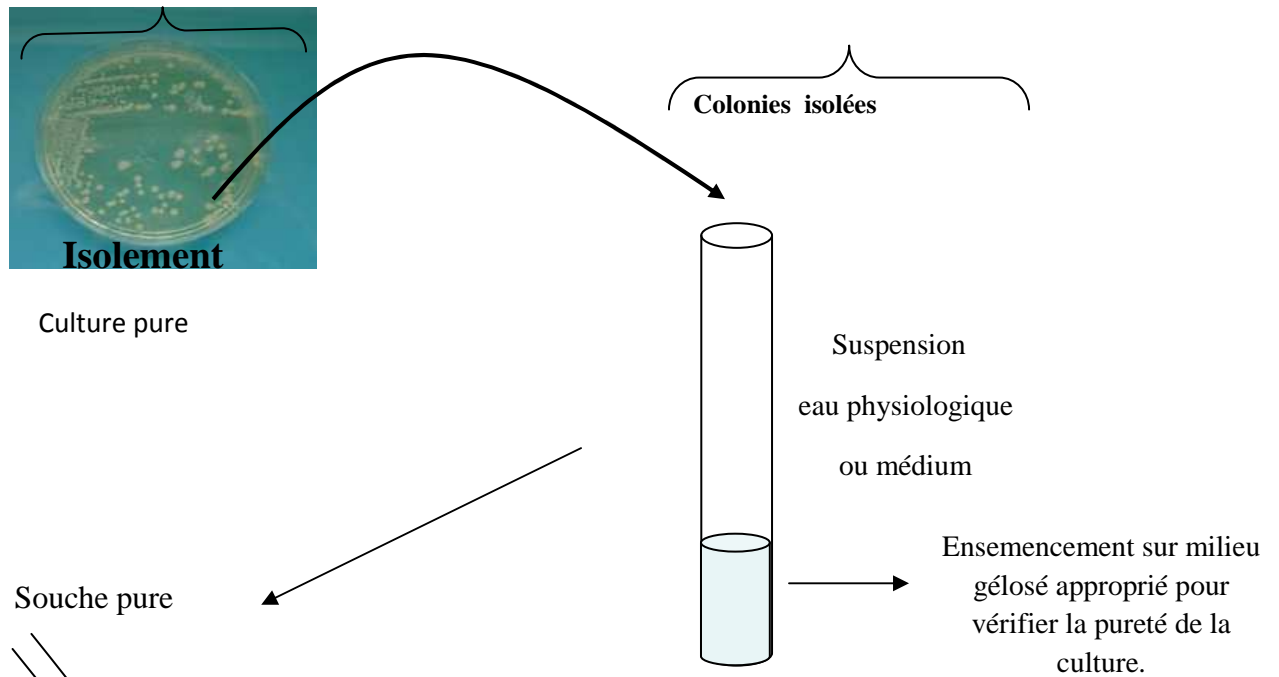 Colonies isolées
Isolement
Culture pure
Suspension
eau physiologique
ou médium
Ensemencement sur milieu
gélosé approprié pour
vérifier la pureté de la
culture.
Souche pure